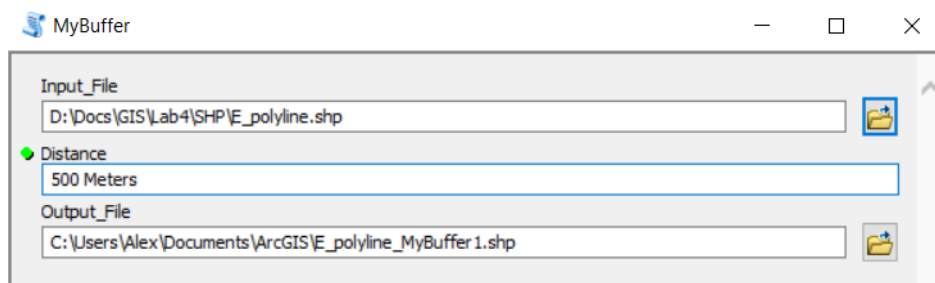 MyBuffer
Input_File
D:\Docs\GIS\Lab4\SHP\E_polyline.shp
Distance
500 Meters
Output_File
C:\Users\Alex\Documents\ArcGIS\E_polyline_MyBuffer1.shp